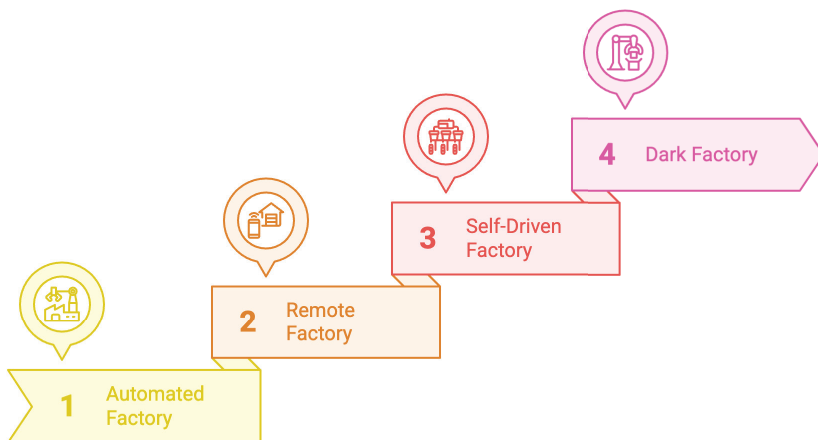 1
Automated
Factory
2
Remote
Factory
3
Self-Driven
Factory
4
Dark Factory